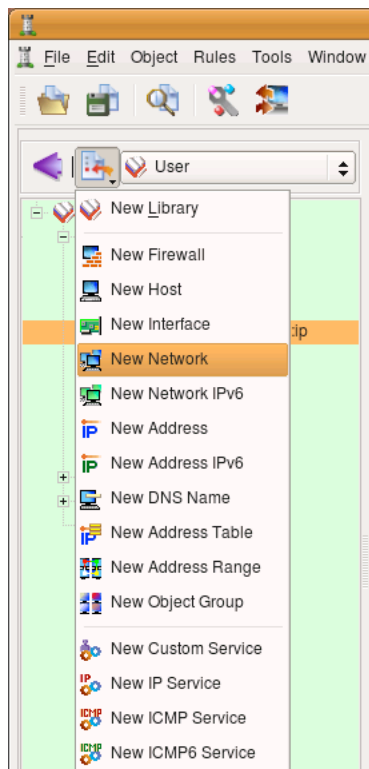 File Edit Object Rules Tools Window
User
New Library
New Firewall
New Host
New Interface
:ip
New Network
New Network IPv6
New Address
New Address IPv6
New DNS Name
New Address Table
New Address Range
New Object Group
New Custom Service
New IP Service
New ICMP Service
New ICMP6 Service